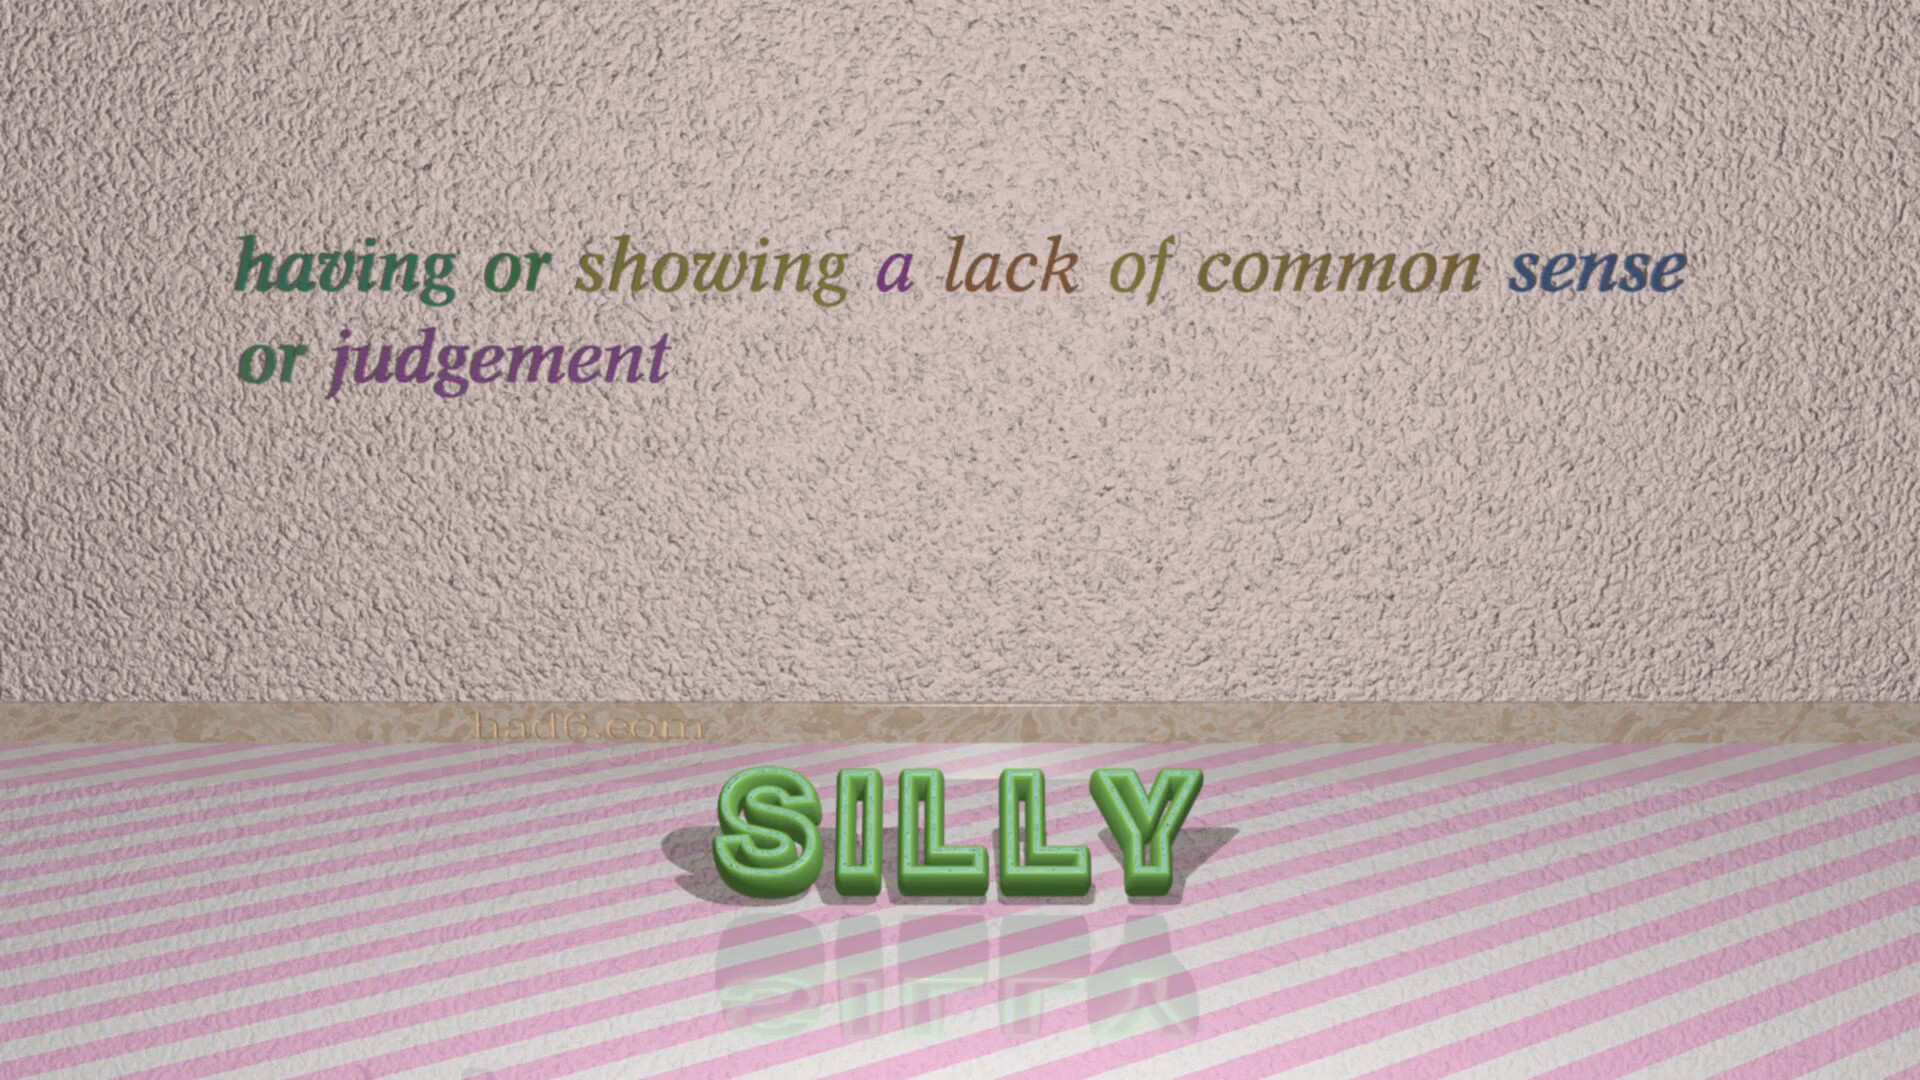 having or showing a lack of common sense
or judgement
had6.com
SILLY